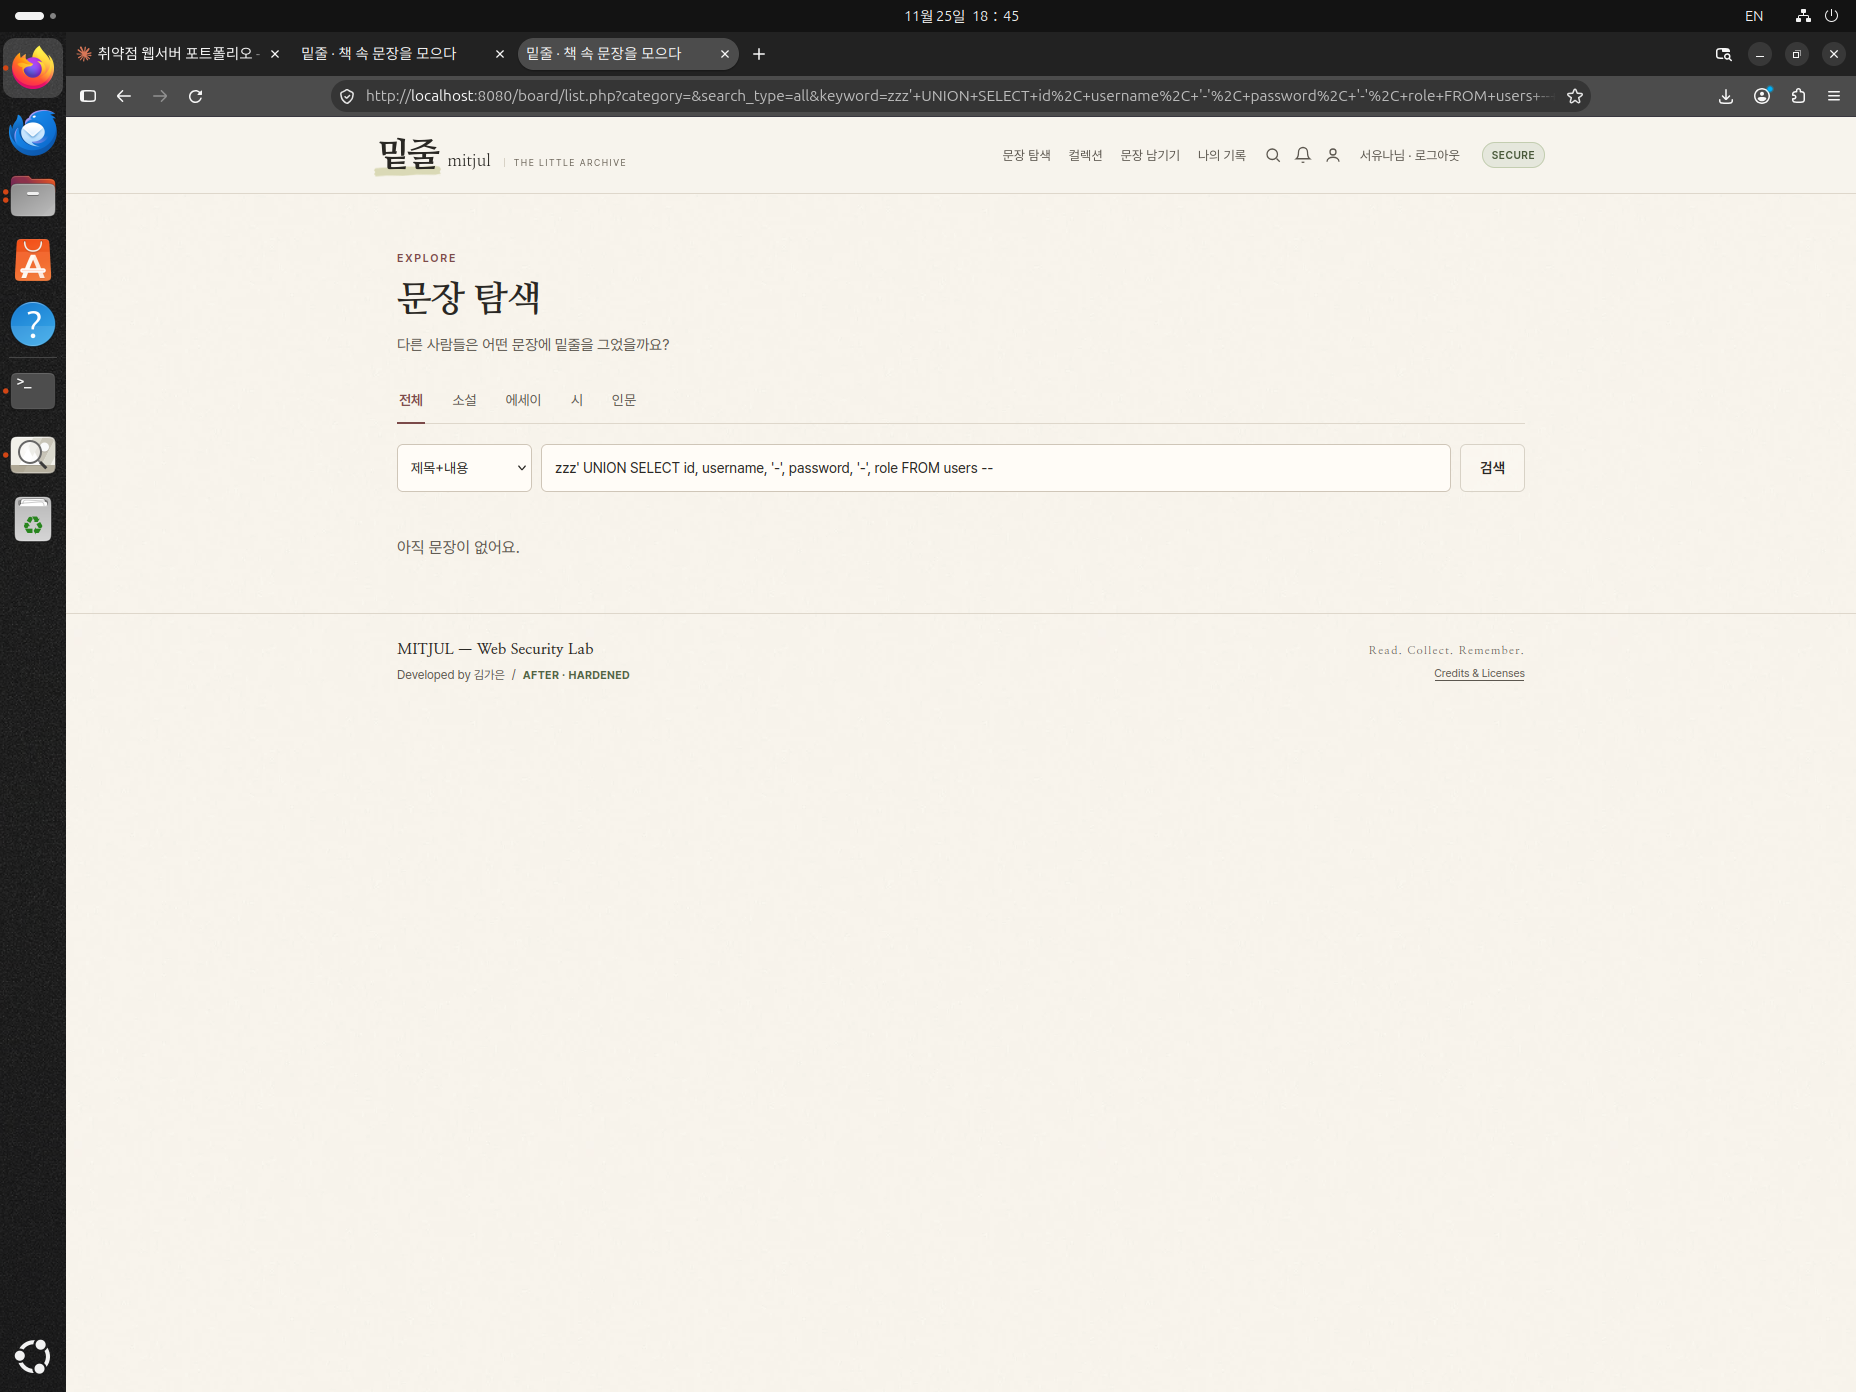 11월 25일 18 : 45
EN
취약점 웹서버 포트폴리오 -
밑줄 · 책 속 문장을 모으다
밑줄 · 책 속 문장을 모으다
http://localhost:8080/board/list.php?category=&search_type=all&keyword=zzz'+UNION+SELECT+id%2C+username%2C+'-'%2C+password%2C+'-'%2C+role+FROM+users+--
밑줄 mitjul | THE LITTLE ARCHIVE
문장 탐색 컬렉션 문장 남기기 나의 기록 서유나님 · 로그아웃 SECURE
EXPLORE
문장 탐색
다른 사람들은 어떤 문장에 밑줄을 그었을까요?
전체 소설 에세이 시 인문
제목+내용
zzz' UNION SELECT id, username, '-', password, '-', role FROM users --
검색
아직 문장이 없어요.
MITJUL — Web Security Lab
Developed by 김가은 / AFTER · HARDENED
Read. Collect. Remember.
Credits & Licenses